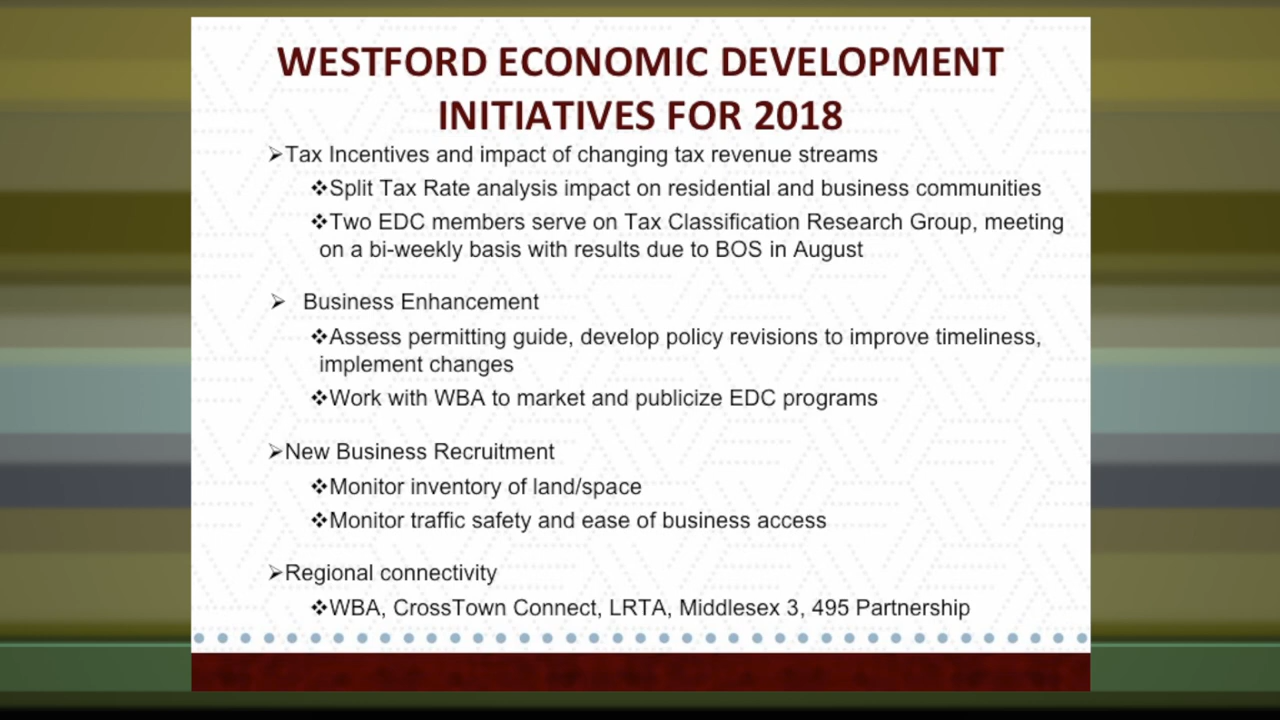 WESTFORD ECONOMIC DEVELOPMENT
INITIATIVES FOR 2018
➢Tax Incentives and impact of changing tax revenue streams
❖Split Tax Rate analysis impact on residential and business communities
❖Two EDC members serve on Tax Classification Research Group, meeting
on a bi-weekly basis with results due to BOS in August
➢ Business Enhancement
❖Assess permitting guide, develop policy revisions to improve timeliness,
implement changes
❖Work with WBA to market and publicize EDC programs
➢New Business Recruitment
❖Monitor inventory of land/space
❖Monitor traffic safety and ease of business access
➢Regional connectivity
❖WBA, CrossTown Connect, LRTA, Middlesex 3, 495 Partnership